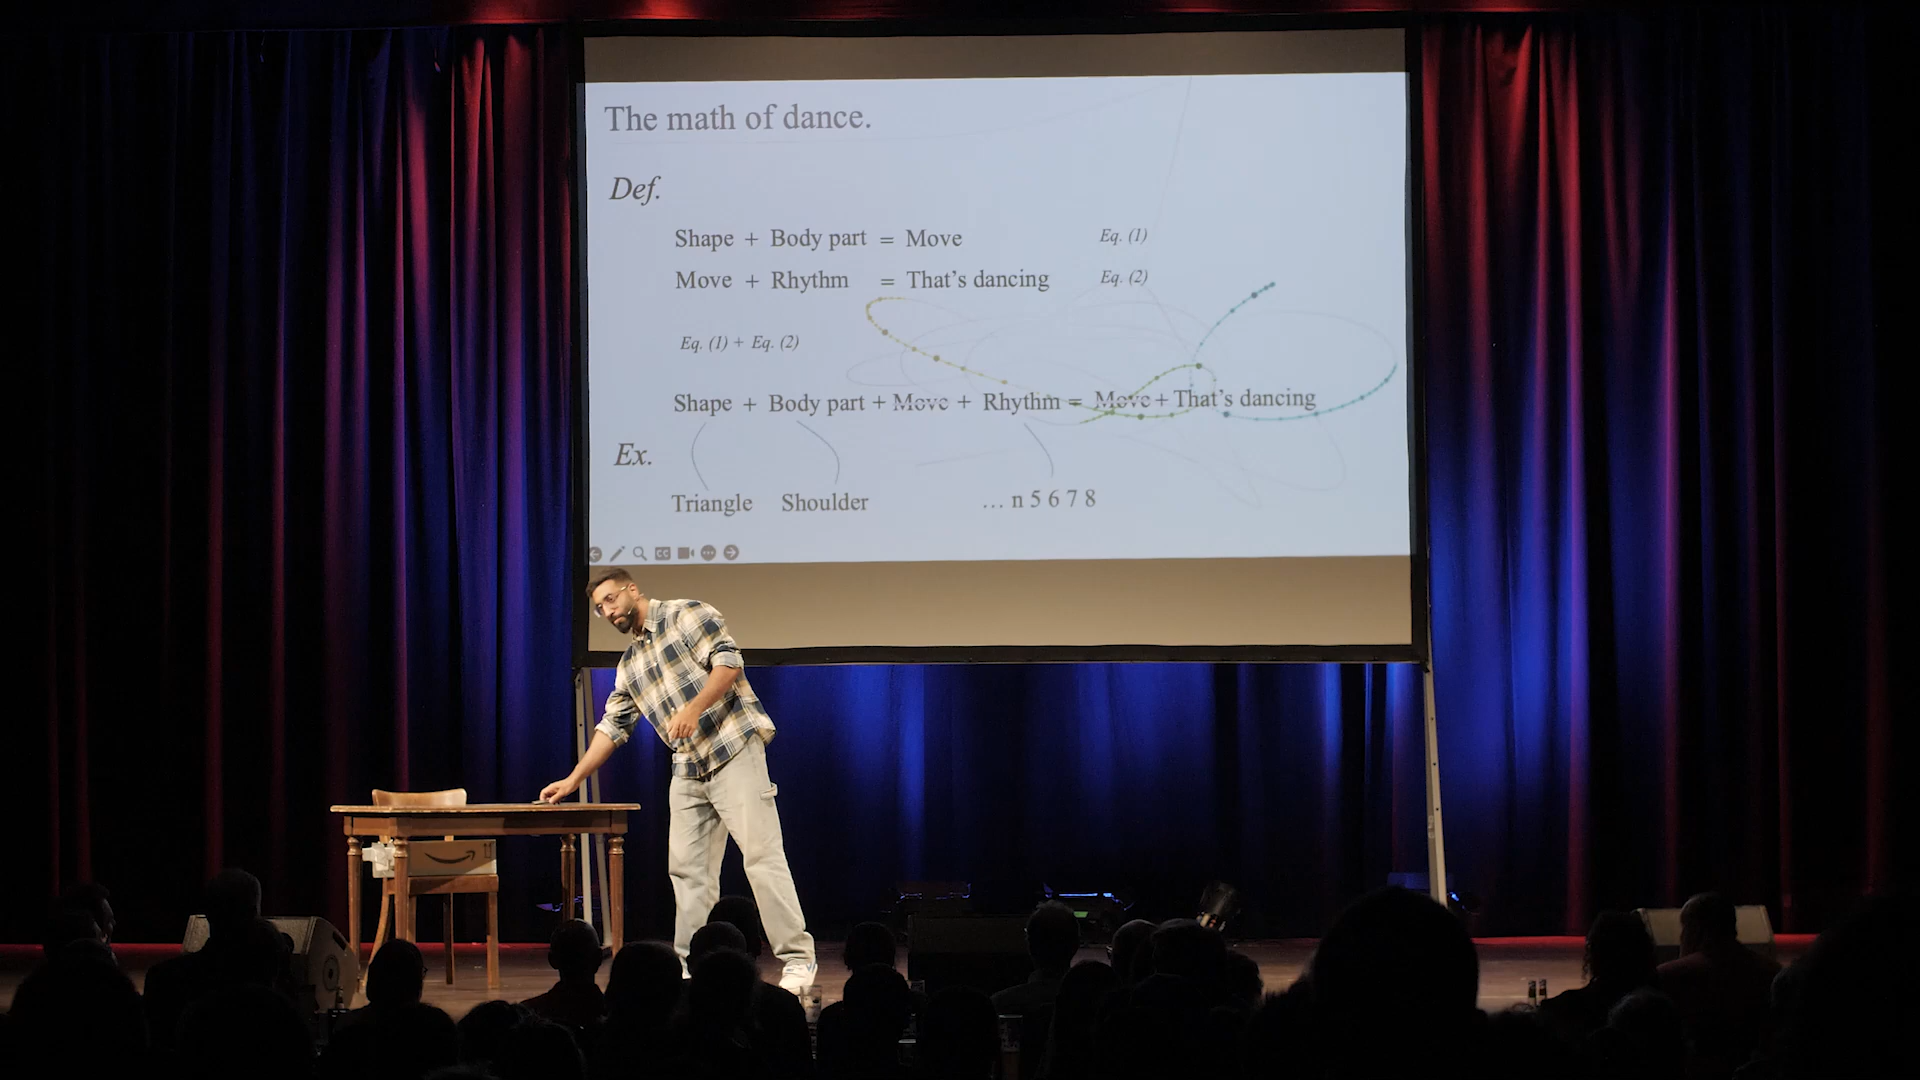 The math of dance.
Def.
Shape + Body part = Move Eq. (1)
Move + Rhythm = That's dancing Eq. (2)
Eq. (1) + Eq. (2)
Shape + Body part + Move + Rhythm = Move + That's dancing
Ex.
Triangle Shoulder ... n 5 6 7 8
CC